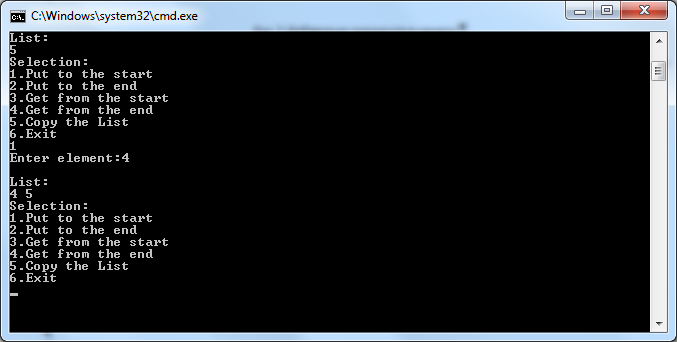 C:\Windows\system32\cmd.exe
List:
5
Selection:
1.Put to the start
2.Put to the end
3.Get from the start
4.Get from the end
5.Copy the List
6.Exit
1
Enter element:4
List:
4 5
Selection:
1.Put to the start
2.Put to the end
3.Get from the start
4.Get from the end
5.Copy the List
6.Exit